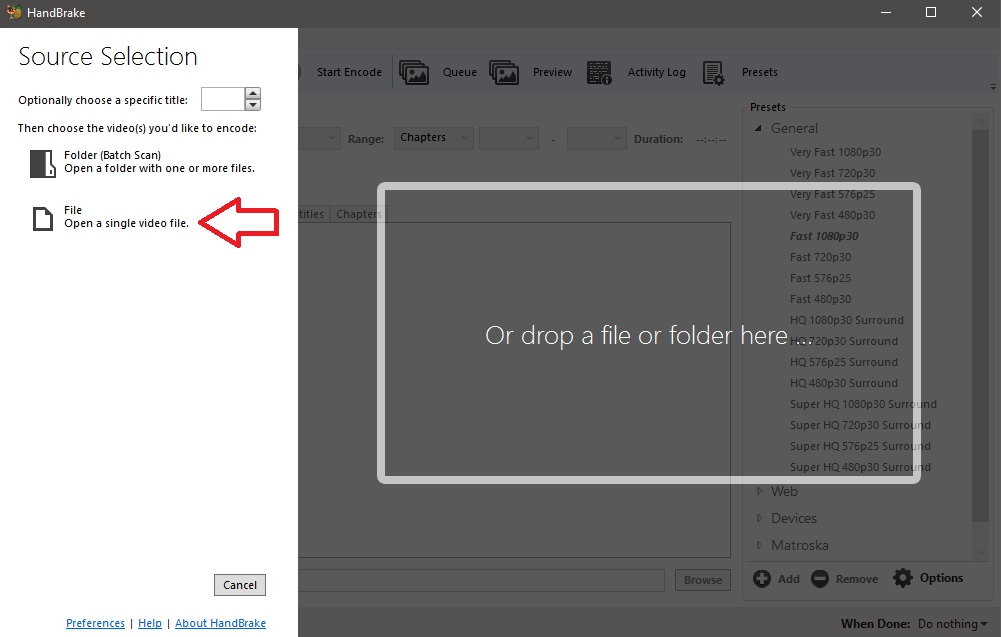 HandBrake
Source Selection
Optionally choose a specific title:
Then choose the video(s) you'd like to encode:
Folder (Batch Scan)
Open a folder with one or more files.
File
Open a single video file.
Cancel
Preferences | Help | About HandBrake
Start Encode Queue Preview Activity Log Presets
Range: Chapters - Duration: --:--:--
titles Chapters
Or drop a file or folder here ...
Browse
Presets
General
Very Fast 1080p30
Very Fast 720p30
Very Fast 576p25
Very Fast 480p30
Fast 1080p30
Fast 720p30
Fast 576p25
Fast 480p30
HQ 1080p30 Surround
HQ 720p30 Surround
HQ 576p25 Surround
HQ 480p30 Surround
Super HQ 1080p30 Surround
Super HQ 720p30 Surround
Super HQ 576p25 Surround
Super HQ 480p30 Surround
Web
Devices
Matroska
Add Remove Options
When Done: Do nothing